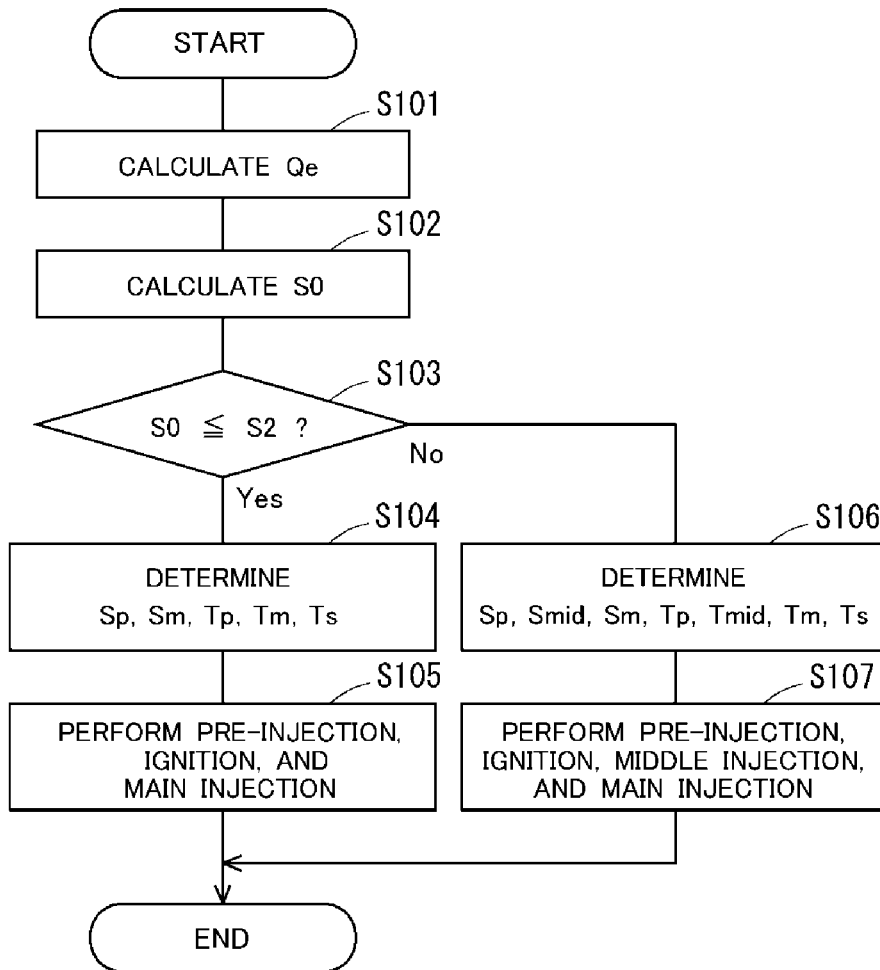 START
S101
CALCULATE Qe
S102
CALCULATE S0
S103
S0 ≦ S2 ?
No
Yes
S104
DETERMINE
Sp, Sm, Tp, Tm, Ts
S106
DETERMINE
Sp, Smid, Sm, Tp, Tmid, Tm, Ts
S105
PERFORM PRE-INJECTION,
IGNITION, AND
MAIN INJECTION
S107
PERFORM PRE-INJECTION,
IGNITION, MIDDLE INJECTION,
AND MAIN INJECTION
END